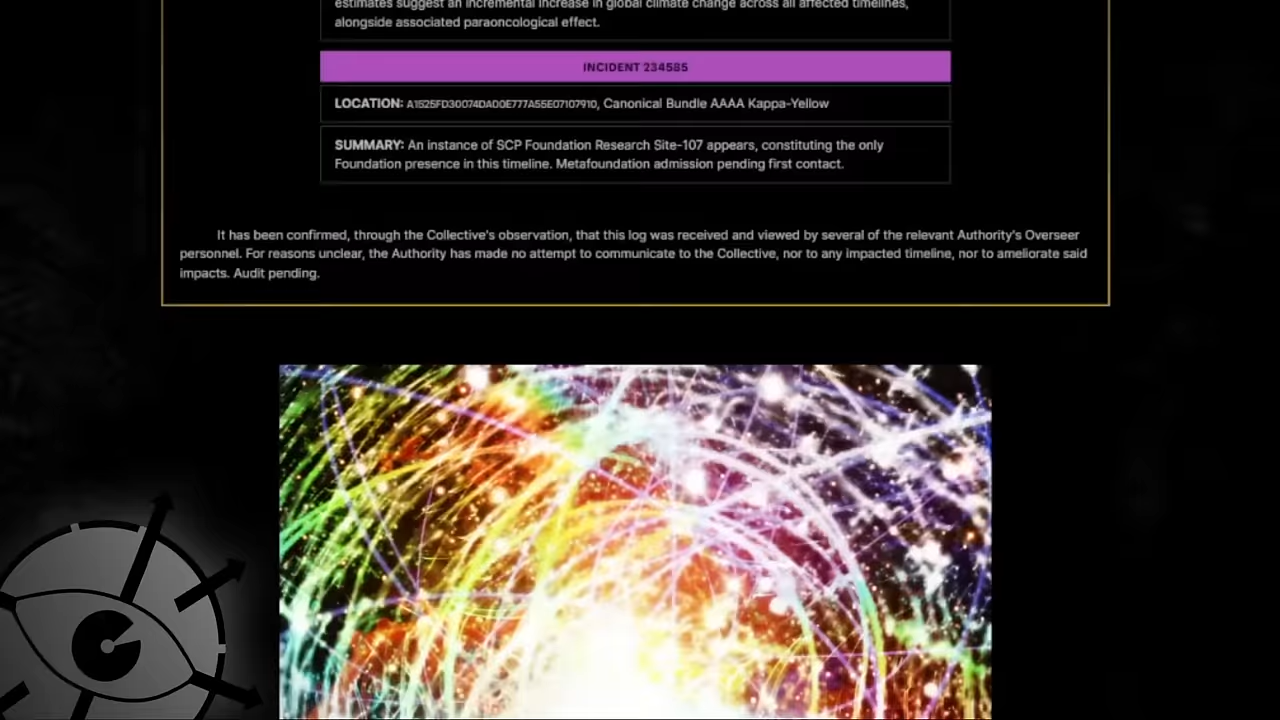 estimates suggest an incremental increase in global climate change across all affected timelines,
alongside associated paraoncological effect.
INCIDENT 234585
LOCATION: A1525FD30074DAD0E777A55E07107910, Canonical Bundle AAAA Kappa-Yellow
SUMMARY: An instance of SCP Foundation Research Site-107 appears, constituting the only
Foundation presence in this timeline. Metafoundation admission pending first contact.
It has been confirmed, through the Collective's observation, that this log was received and viewed by several of the relevant Authority's Overseer
personnel. For reasons unclear, the Authority has made no attempt to communicate to the Collective, nor to any impacted timeline, nor to ameliorate said
impacts. Audit pending.